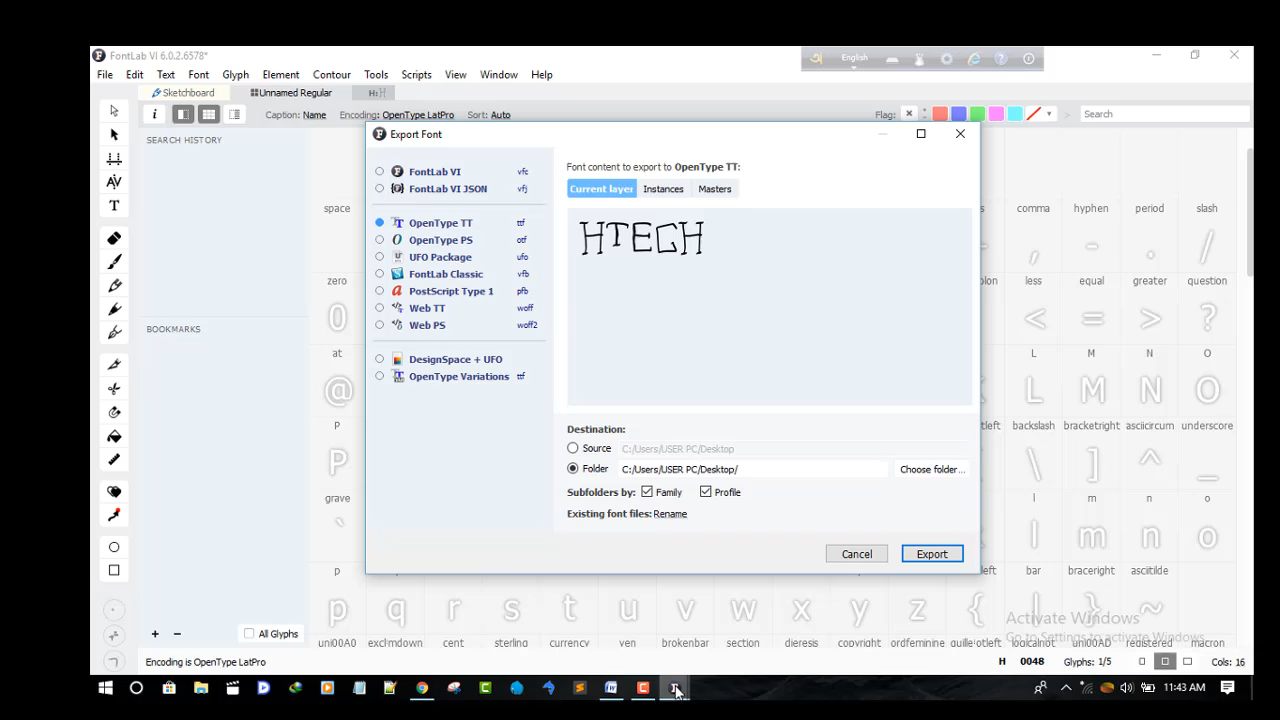 FontLab VI 6.0.2.6578*
English
File Edit Text Font Glyph Element Contour Tools Scripts View Window Help
Sketchboard Unnamed Regular
Caption: Name Encoding: OpenType LatPro Sort: Auto Flag: Search
SEARCH HISTORY
BOOKMARKS
Export Font
FontLab VI vfc
FontLab VI JSON vfj
OpenType TT ttf
OpenType PS otf
UFO Package ufo
FontLab Classic vfb
PostScript Type 1 pfb
Web TT woff
Web PS woff2
DesignSpace + UFO
OpenType Variations ttf
Font content to export to OpenType TT:
Current layer Instances Masters
HTECH
Destination:
Source C:/Users/USER PC/Desktop
Folder C:/Users/USER PC/Desktop/ Choose folder...
Subfolders by: Family Profile
Existing font files: Rename
Cancel Export
space comma hyphen period slash
, - . /
zero less equal greater question
0 < = > ?
at L M N O
@ L M N O
P backslash bracketright asciicircum underscore
P \ ] ^ _
grave l m n o
` l m n o
p bar braceright asciitilde
p q r s t u v w x y z { | } ~
uni00A0 exclamdown cent sterling currency yen brokenbar section dieresis copyright ordfeminine guillemotleft logicalnot uni00AD registered macron
Activate Windows
Go to Settings to activate Windows.
+ − All Glyphs
Encoding is OpenType LatPro H 0048 Glyphs: 1/5 Cols: 16
11:43 AM